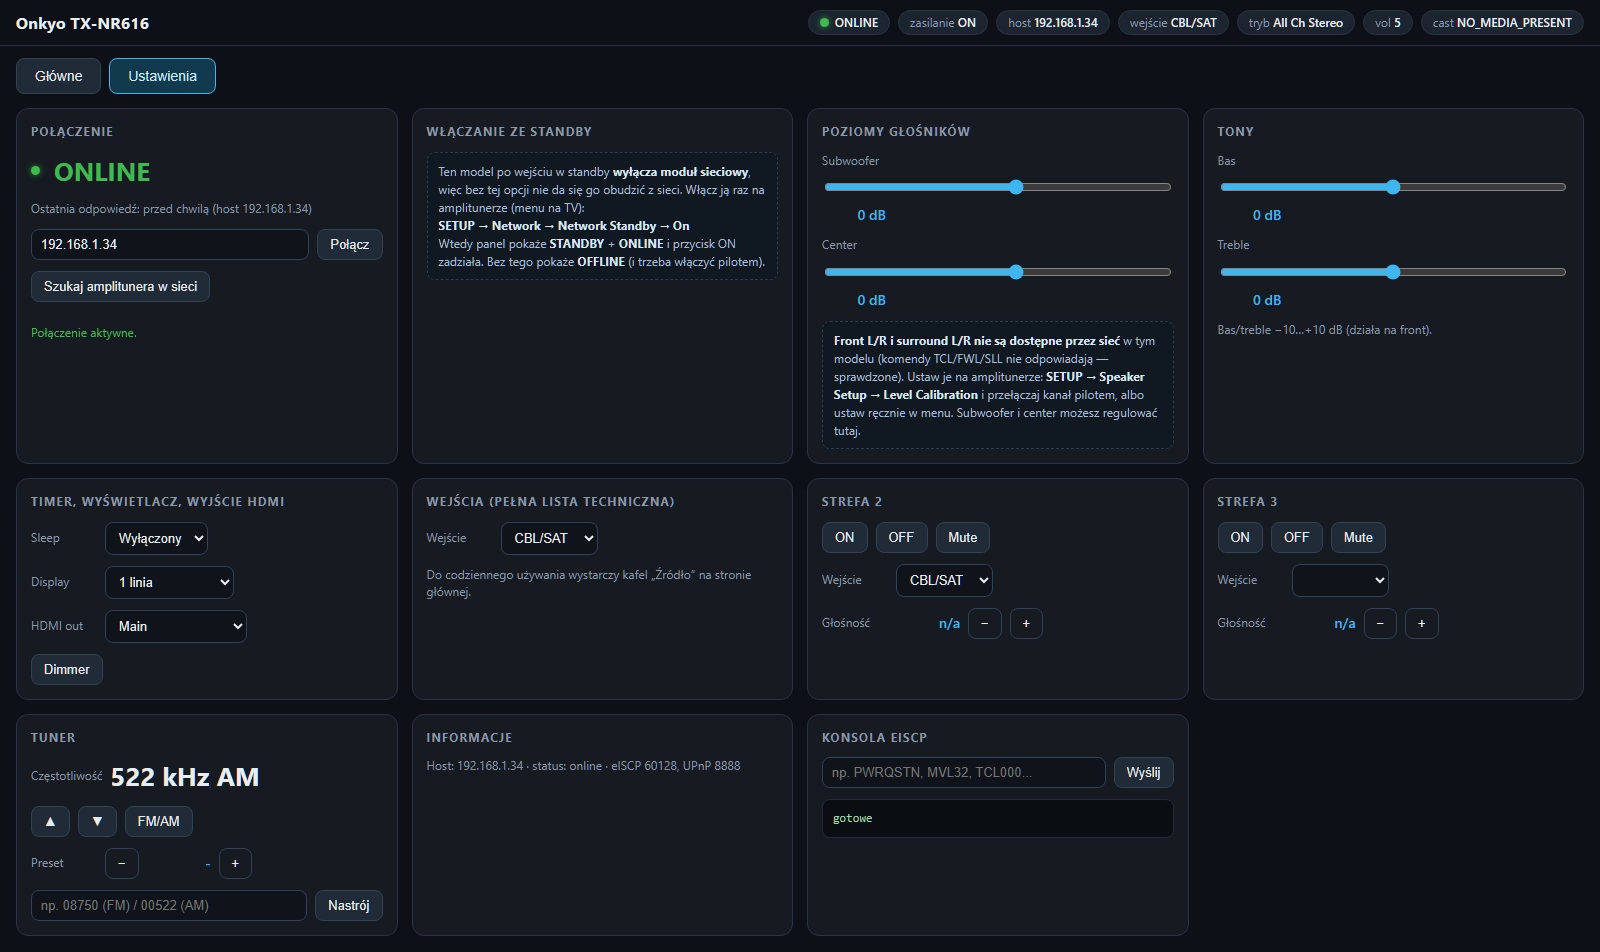 Onkyo TX-NR616
ONLINE
zasilanie ON
host 192.168.1.34
wejście CBL/SAT
tryb All Ch Stereo
vol 5
cast NO_MEDIA_PRESENT
Główne
Ustawienia
POŁĄCZENIE
ONLINE
Ostatnia odpowiedź: przed chwilą (host 192.168.1.34)
192.168.1.34
Połącz
Szukaj amplitunera w sieci
Połączenie aktywne.
WŁĄCZANIE ZE STANDBY
Ten model po wejściu w standby wyłącza moduł sieciowy,
więc bez tej opcji nie da się go obudzić z sieci. Włącz ją raz na
amplitunerze (menu na TV):
SETUP → Network → Network Standby → On
Wtedy panel pokaże STANDBY + ONLINE i przycisk ON
zadziała. Bez tego pokaże OFFLINE (i trzeba włączyć pilotem).
POZIOMY GŁOŚNIKÓW
Subwoofer
0 dB
Center
0 dB
Front L/R i surround L/R nie są dostępne przez sieć w tym
modelu (komendy TCL/FWL/SLL nie odpowiadają —
sprawdzone). Ustaw je na amplitunerze: SETUP → Speaker
Setup → Level Calibration i przełączaj kanał pilotem, albo
ustaw ręcznie w menu. Subwoofer i center możesz regulować
tutaj.
TONY
Bas
0 dB
Treble
0 dB
Bas/treble −10…+10 dB (działa na front).
TIMER, WYŚWIETLACZ, WYJŚCIE HDMI
Sleep
Wyłączony
Display
1 linia
HDMI out
Main
Dimmer
WEJŚCIA (PEŁNA LISTA TECHNICZNA)
Wejście
CBL/SAT
Do codziennego używania wystarczy kafel „Źródło” na stronie
głównej.
STREFA 2
ON
OFF
Mute
Wejście
CBL/SAT
Głośność
n/a
−
+
STREFA 3
ON
OFF
Mute
Wejście
Głośność
n/a
−
+
TUNER
Częstotliwość 522 kHz AM
▲
▼
FM/AM
Preset
−
-
+
np. 08750 (FM) / 00522 (AM)
Nastrój
INFORMACJE
Host: 192.168.1.34 · status: online · eISCP 60128, UPnP 8888
KONSOLA EISCP
np. PWRQSTN, MVL32, TCL000...
Wyślij
gotowe